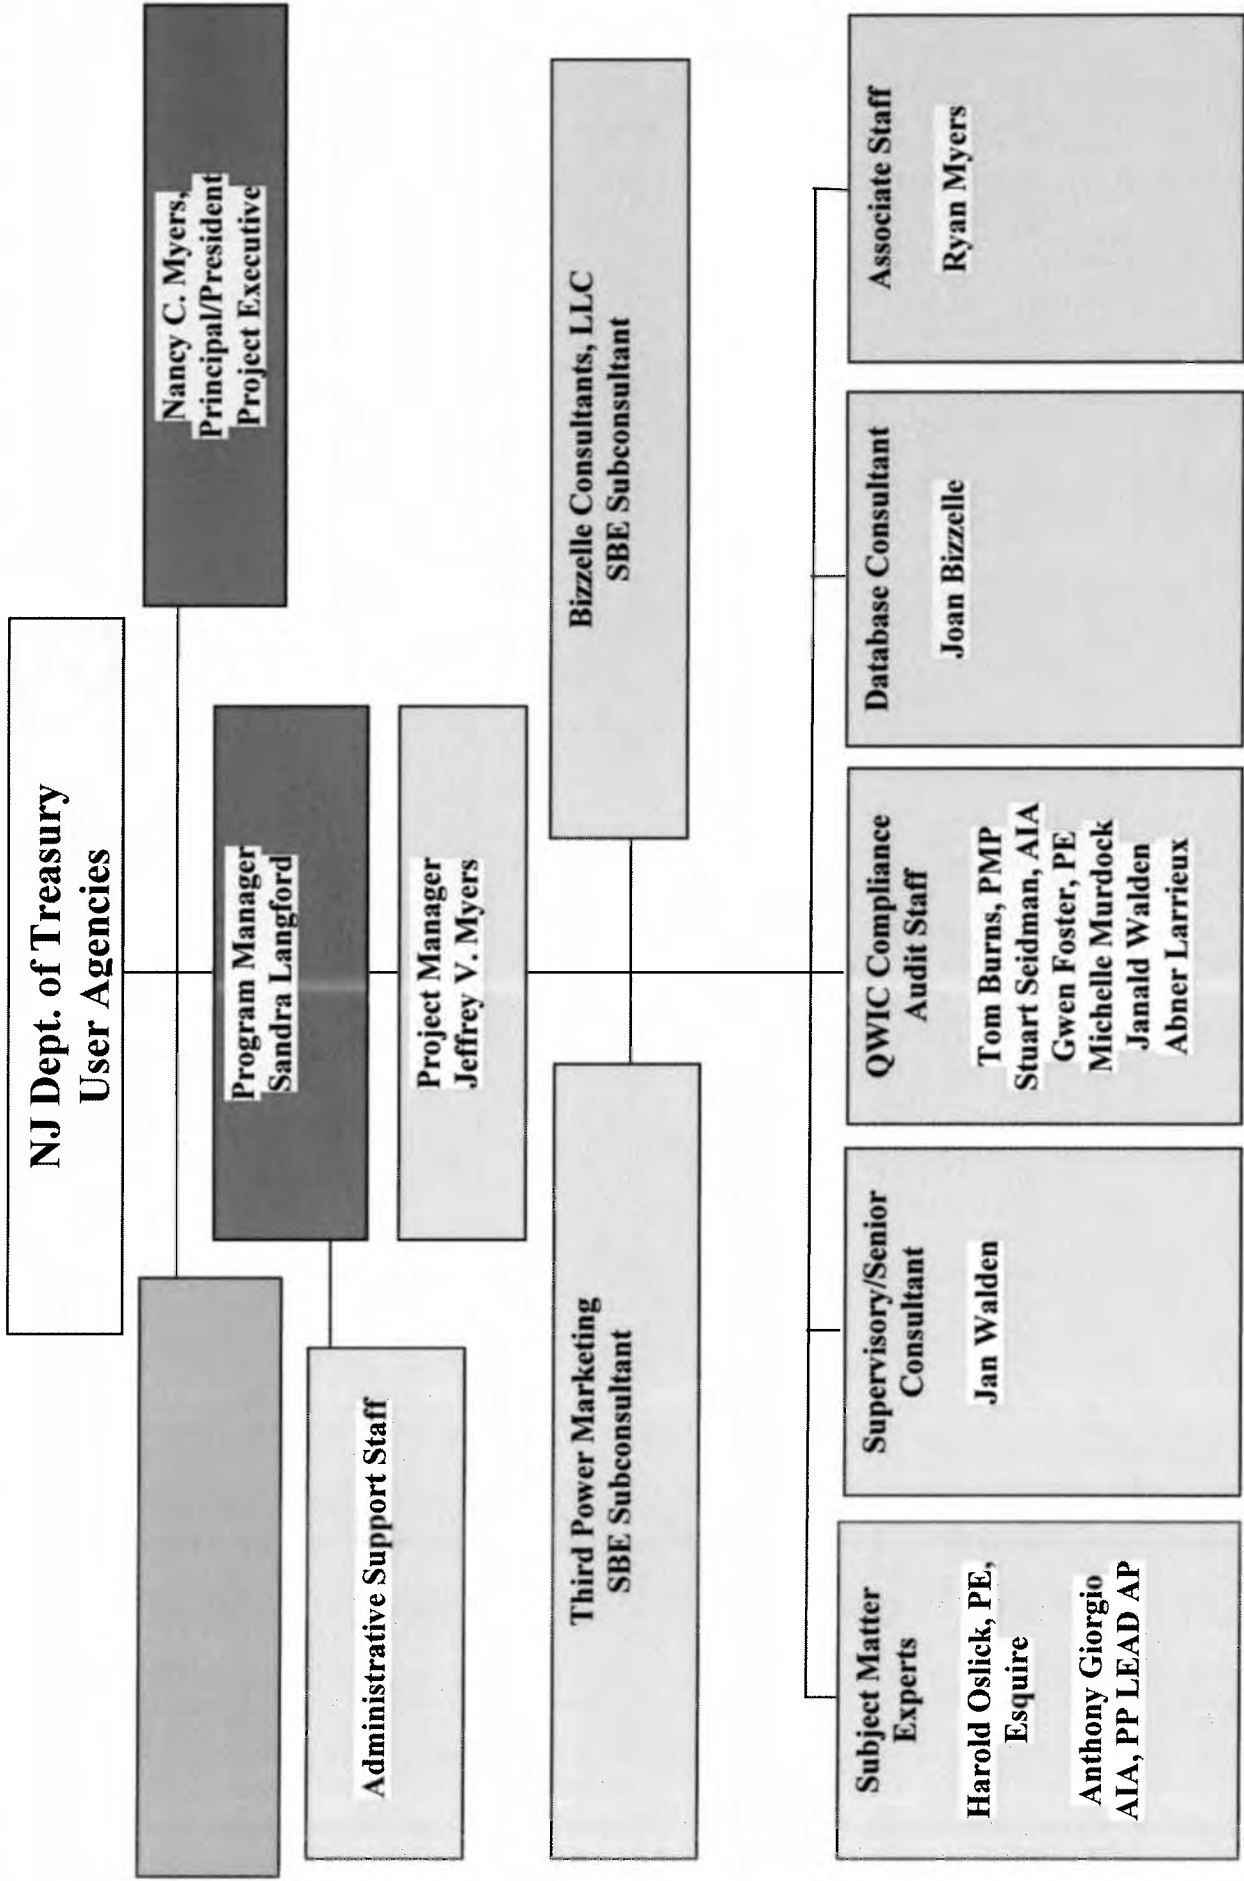 NJ Dept. of Treasury
User Agencies
Nancy C. Myers,
Principal/President
Project Executive
Program Manager
Sandra Langford
Administrative Support Staff
Project Manager
Jeffrey V. Myers
Third Power Marketing
SBE Subconsultant
Bizzelle Consultants, LLC
SBE Subconsultant
Subject Matter
Experts
Harold Oslick, PE,
Esquire
Anthony Giorgio
AIA, PP LEAD AP
Supervisory/Senior
Consultant
Jan Walden
QWIC Compliance
Audit Staff
Tom Burns, PMP
Stuart Seidman, AIA
Gwen Foster, PE
Michelle Murdock
Janald Walden
Abner Larrieux
Database Consultant
Joan Bizzelle
Associate Staff
Ryan Myers